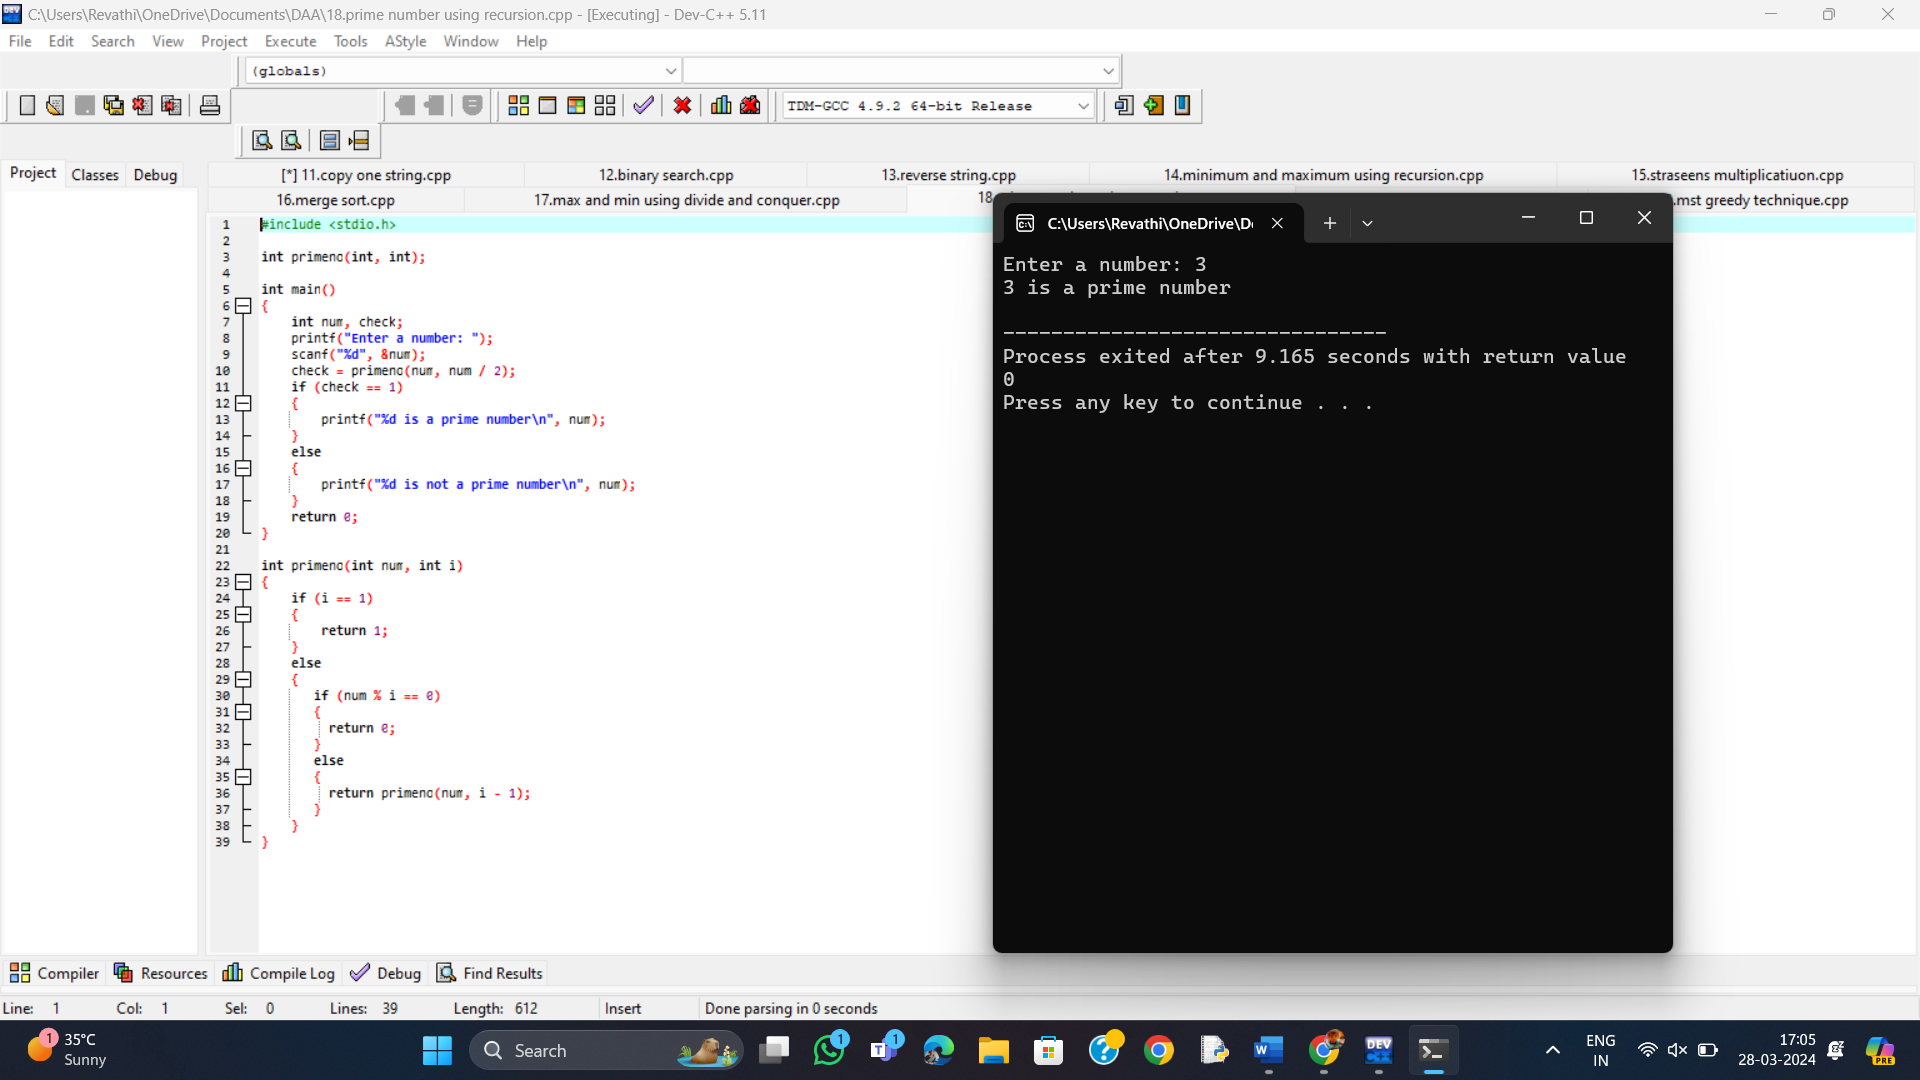 C:\Users\Revathi\OneDrive\Documents\DAA\18.prime number using recursion.cpp - [Executing] - Dev-C++ 5.11
File Edit Search View Project Execute Tools AStyle Window Help
(globals)
TDM-GCC 4.9.2 64-bit Release
Project Classes Debug
[*] 11.copy one string.cpp 12.binary search.cpp 13.reverse string.cpp 14.minimum and maximum using recursion.cpp 15.straseens multiplicatiuon.cpp
16.merge sort.cpp 17.max and min using divide and conquer.cpp 18 .mst greedy technique.cpp
1 #include <stdio.h>
2
3 int primeno(int, int);
4
5 int main()
6 {
7 int num, check;
8 printf("Enter a number: ");
9 scanf("%d", &num);
10 check = primeno(num, num / 2);
11 if (check == 1)
12 {
13 printf("%d is a prime number\n", num);
14 }
15 else
16 {
17 printf("%d is not a prime number\n", num);
18 }
19 return 0;
20 }
21
22 int primeno(int num, int i)
23 {
24 if (i == 1)
25 {
26 return 1;
27 }
28 else
29 {
30 if (num % i == 0)
31 {
32 return 0;
33 }
34 else
35 {
36 return primeno(num, i - 1);
37 }
38 }
39 }
C:\Users\Revathi\OneDrive\D
Enter a number: 3
3 is a prime number
--------------------------------
Process exited after 9.165 seconds with return value
0
Press any key to continue . . .
Compiler Resources Compile Log Debug Find Results
Line: 1 Col: 1 Sel: 0 Lines: 39 Length: 612 Insert Done parsing in 0 seconds
1 35°C
Sunny
Search
1
1
DEV
PRE
ENG
IN
17:05
28-03-2024